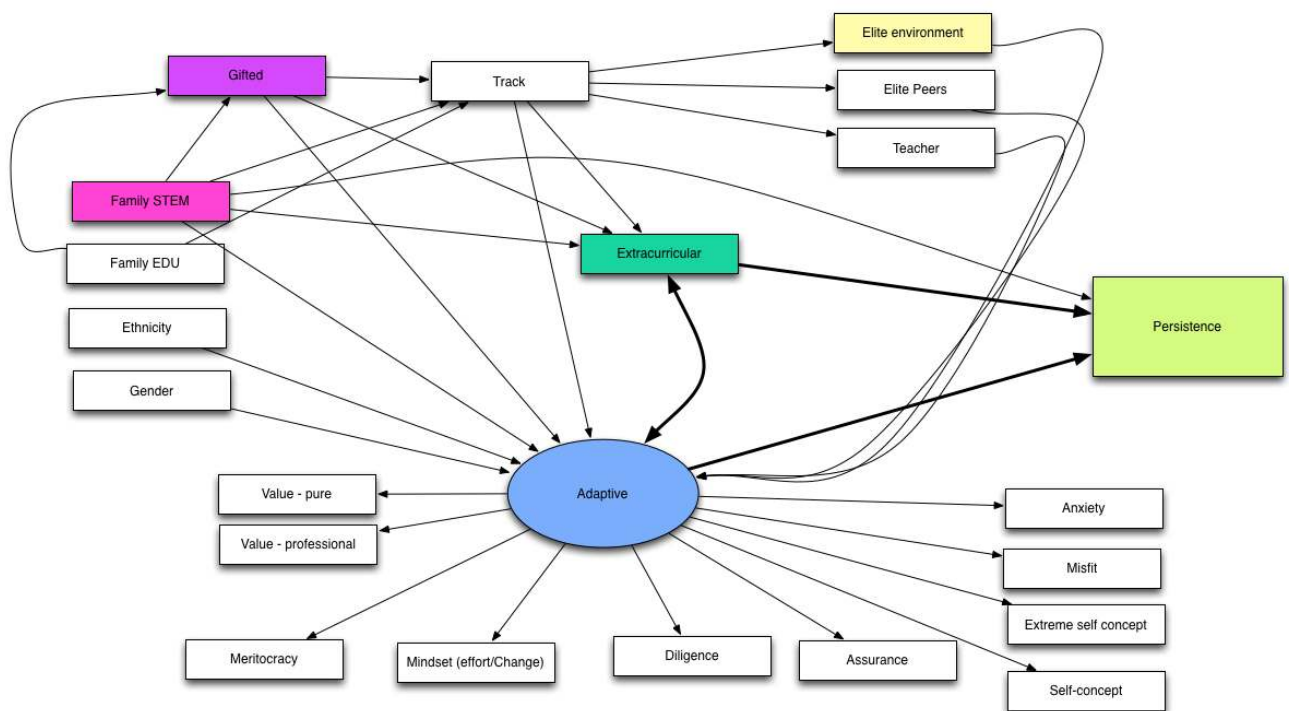 Elite environment
Gifted
Track
Elite Peers
Teacher
Family STEM
Extracurricular
Family EDU
Ethnicity
Persistence
Gender
Adaptive
Value - pure
Anxiety
Value - professional
Misfit
Extreme self concept
Meritocracy
Mindset (effort/Change)
Diligence
Assurance
Self-concept